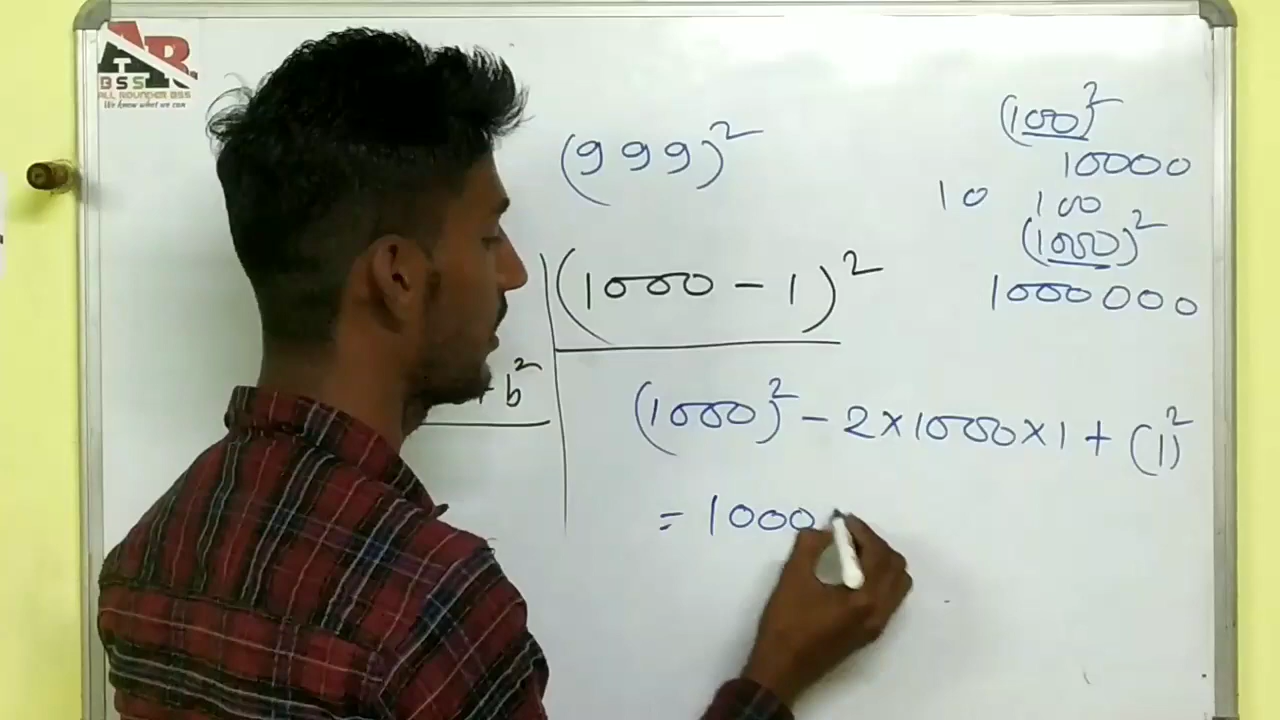 AR
BSS
ALL ROUNDER BSS
We know what we can
(999)²
(1000 - 1)²
b²
(1000)² - 2×1000×1 + (1)²
= 1000
(100)²
10000
10 100
(1000)²
1000000